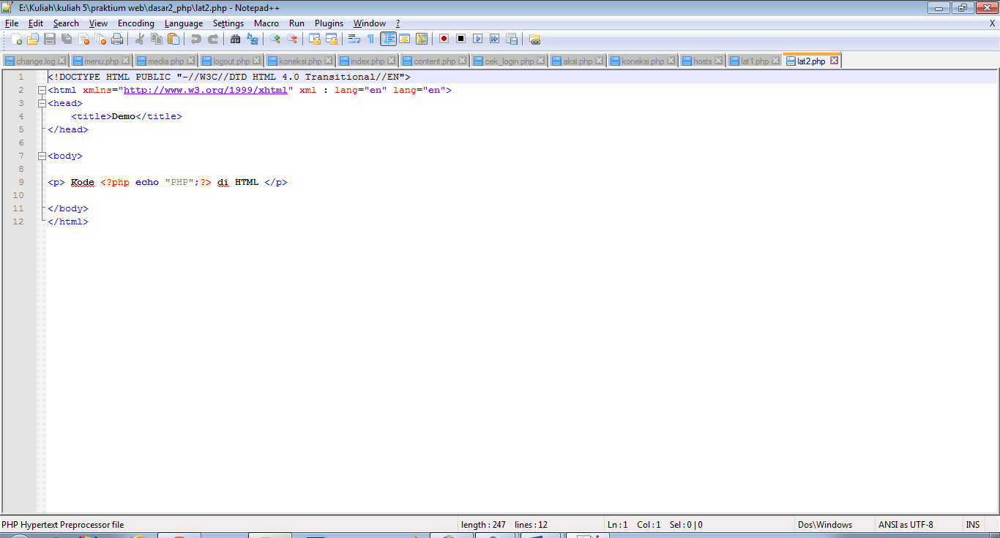 E:\Kuliah\kuliah 5\praktium web\dasar2_php\lat2.php - Notepad++
File Edit Search View Encoding Language Settings Macro Run Plugins Window ? X
change.log menu.php media.php logout.php koneksi.php index.php content.php cek_login.php aksi.php koneksi.php hosts lat1.php lat2.php
1 <!DOCTYPE HTML PUBLIC "-//W3C//DTD HTML 4.0 Transitional//EN">
2 <html xmlns="http://www.w3.org/1999/xhtml" xml : lang="en" lang="en">
3 <head>
4 <title>Demo</title>
5 </head>
6
7 <body>
8
9 <p> Kode <?php echo "PHP";?> di HTML </p>
10
11 </body>
12 </html>
PHP Hypertext Preprocessor file length : 247 lines : 12 Ln : 1 Col : 1 Sel : 0 | 0 Dos\Windows ANSI as UTF-8 INS